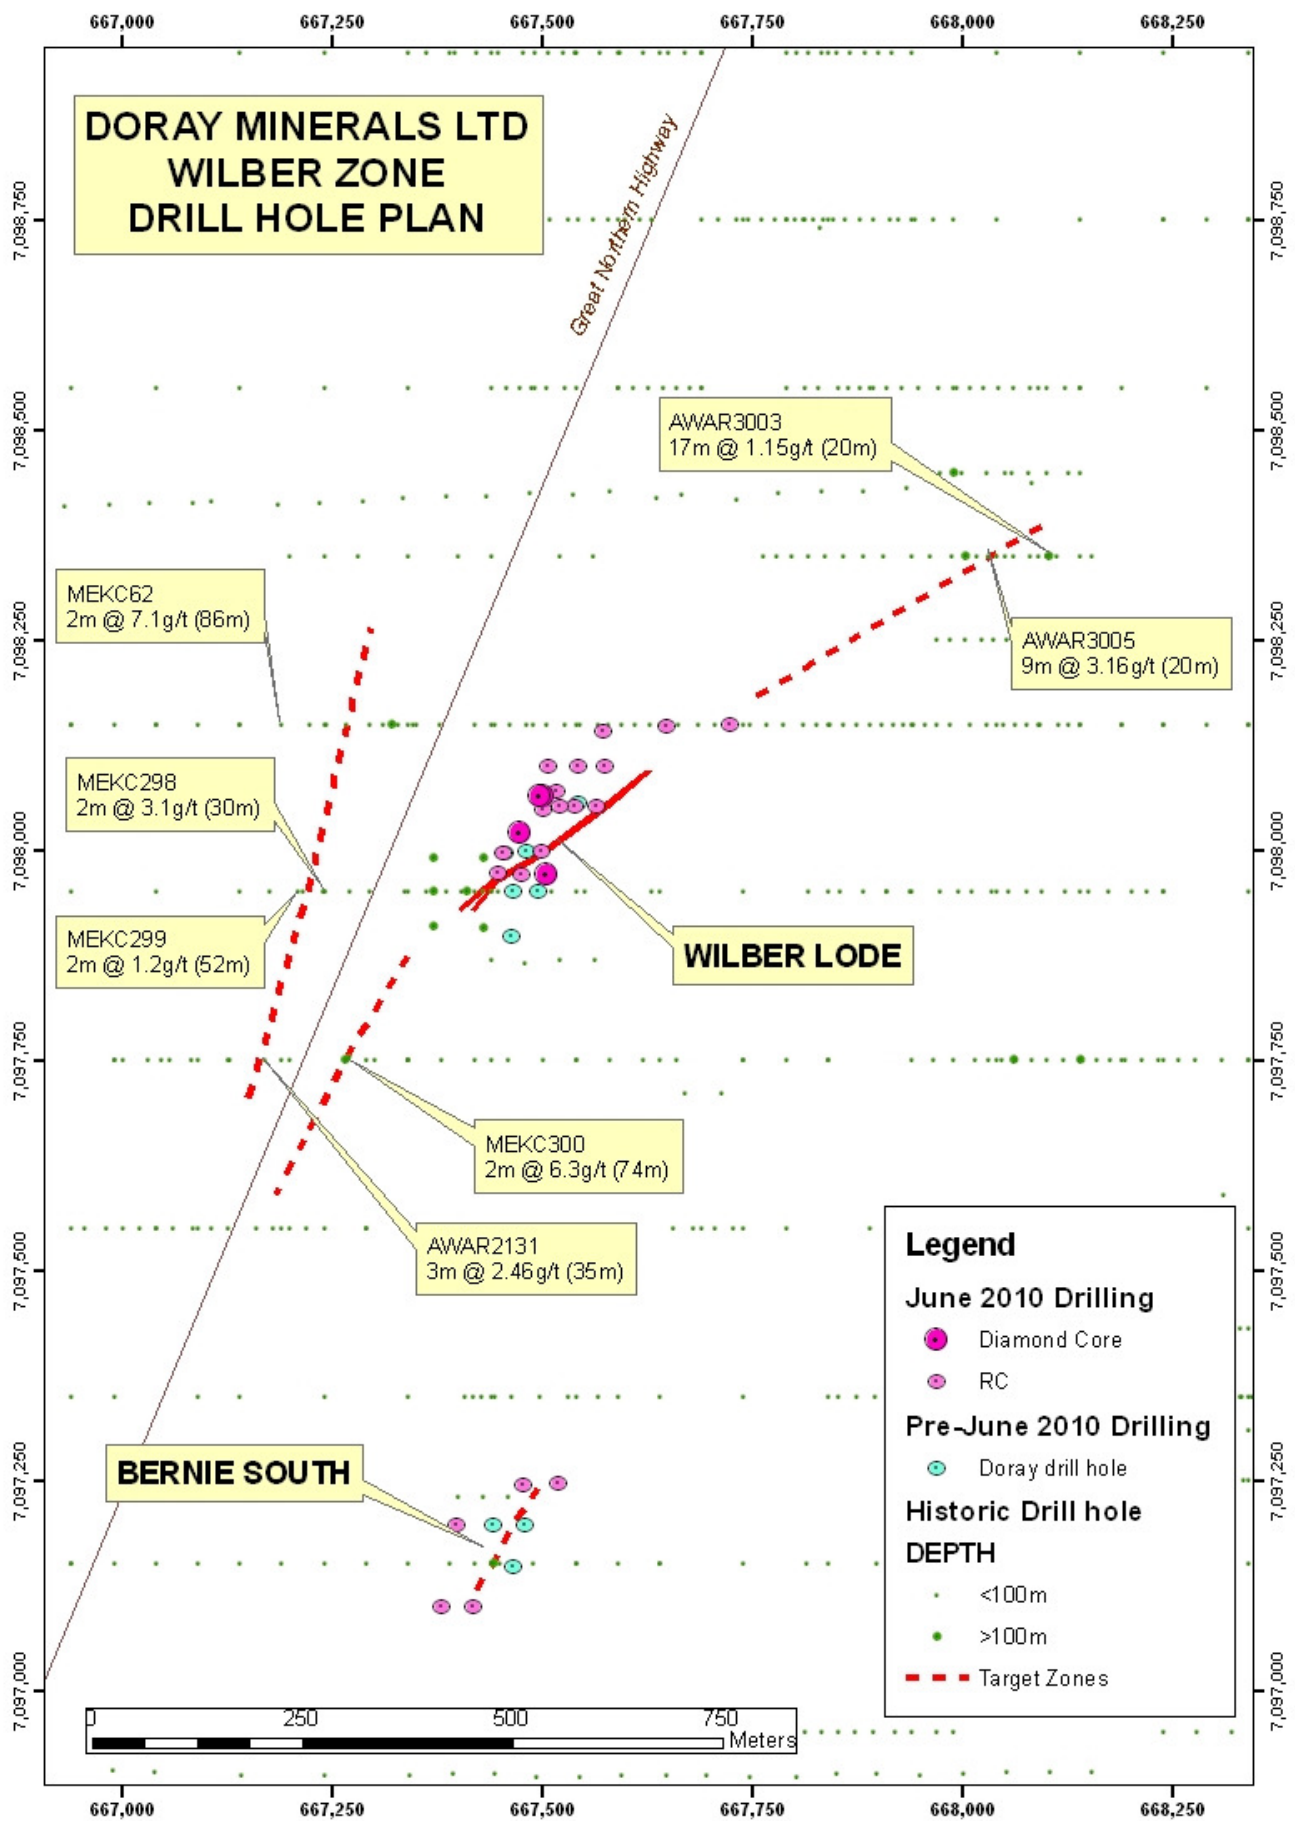 667,000 667,250 667,500 667,750 668,000 668,250
DORAY MINERALS LTD
WILBER ZONE
DRILL HOLE PLAN
Great Northern Highway
7,098,750 7,098,750
AWAR3003
17m @ 1.15g/t (20m)
7,098,500 7,098,500
MEKC62
2m @ 7.1g/t (86m)
7,098,250 7,098,250
AWAR3005
9m @ 3.16g/t (20m)
MEKC298
2m @ 3.1g/t (30m)
7,098,000 7,098,000
MEKC299
2m @ 1.2g/t (52m)
WILBER LODE
7,097,750 7,097,750
MEKC300
2m @ 6.3g/t (74m)
AWAR2131
3m @ 2.46g/t (35m)
7,097,500 7,097,500
BERNIE SOUTH
7,097,250 7,097,250
Legend
June 2010 Drilling
Diamond Core
RC
Pre-June 2010 Drilling
Doray drill hole
Historic Drill hole
DEPTH
<100m
>100m
Target Zones
7,097,000 7,097,000
0 250 500 750
Meters
667,000 667,250 667,500 667,750 668,000 668,250